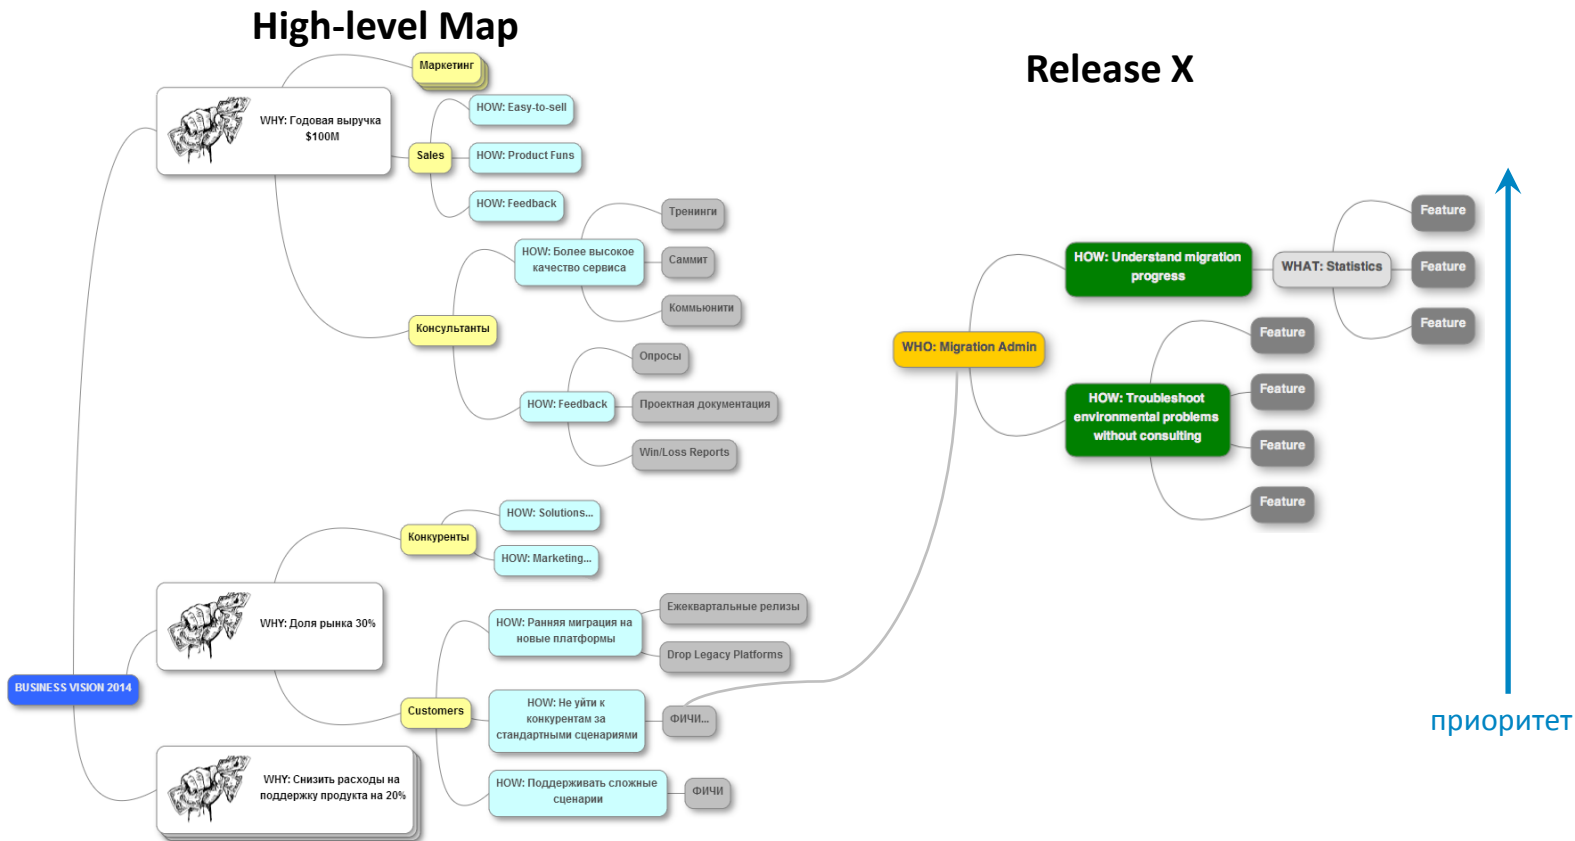 High-level Map
Release X
Маркетинг
WHY: Годовая выручка
$100M
HOW: Easy-to-sell
Sales
HOW: Product Funs
HOW: Feedback
Тренинги
HOW: Более высокое
качество сервиса
Саммит
Коммьюнити
Консультанты
Опросы
HOW: Feedback
Проектная документация
Win/Loss Reports
HOW: Solutions...
Конкуренты
HOW: Marketing...
WHY: Доля рынка 30%
Ежеквартальные релизы
HOW: Ранняя миграция на
новые платформы
Drop Legacy Platforms
BUSINESS VISION 2014
Customers
HOW: Не уйти к
конкурентам за
стандартными сценариями
ФИЧИ...
WHY: Снизить расходы на
поддержку продукта на 20%
HOW: Поддерживать сложные
сценарии
ФИЧИ
Feature
HOW: Understand migration
progress
WHAT: Statistics
Feature
Feature
WHO: Migration Admin
Feature
HOW: Troubleshoot
environmental problems
without consulting
Feature
Feature
Feature
приоритет